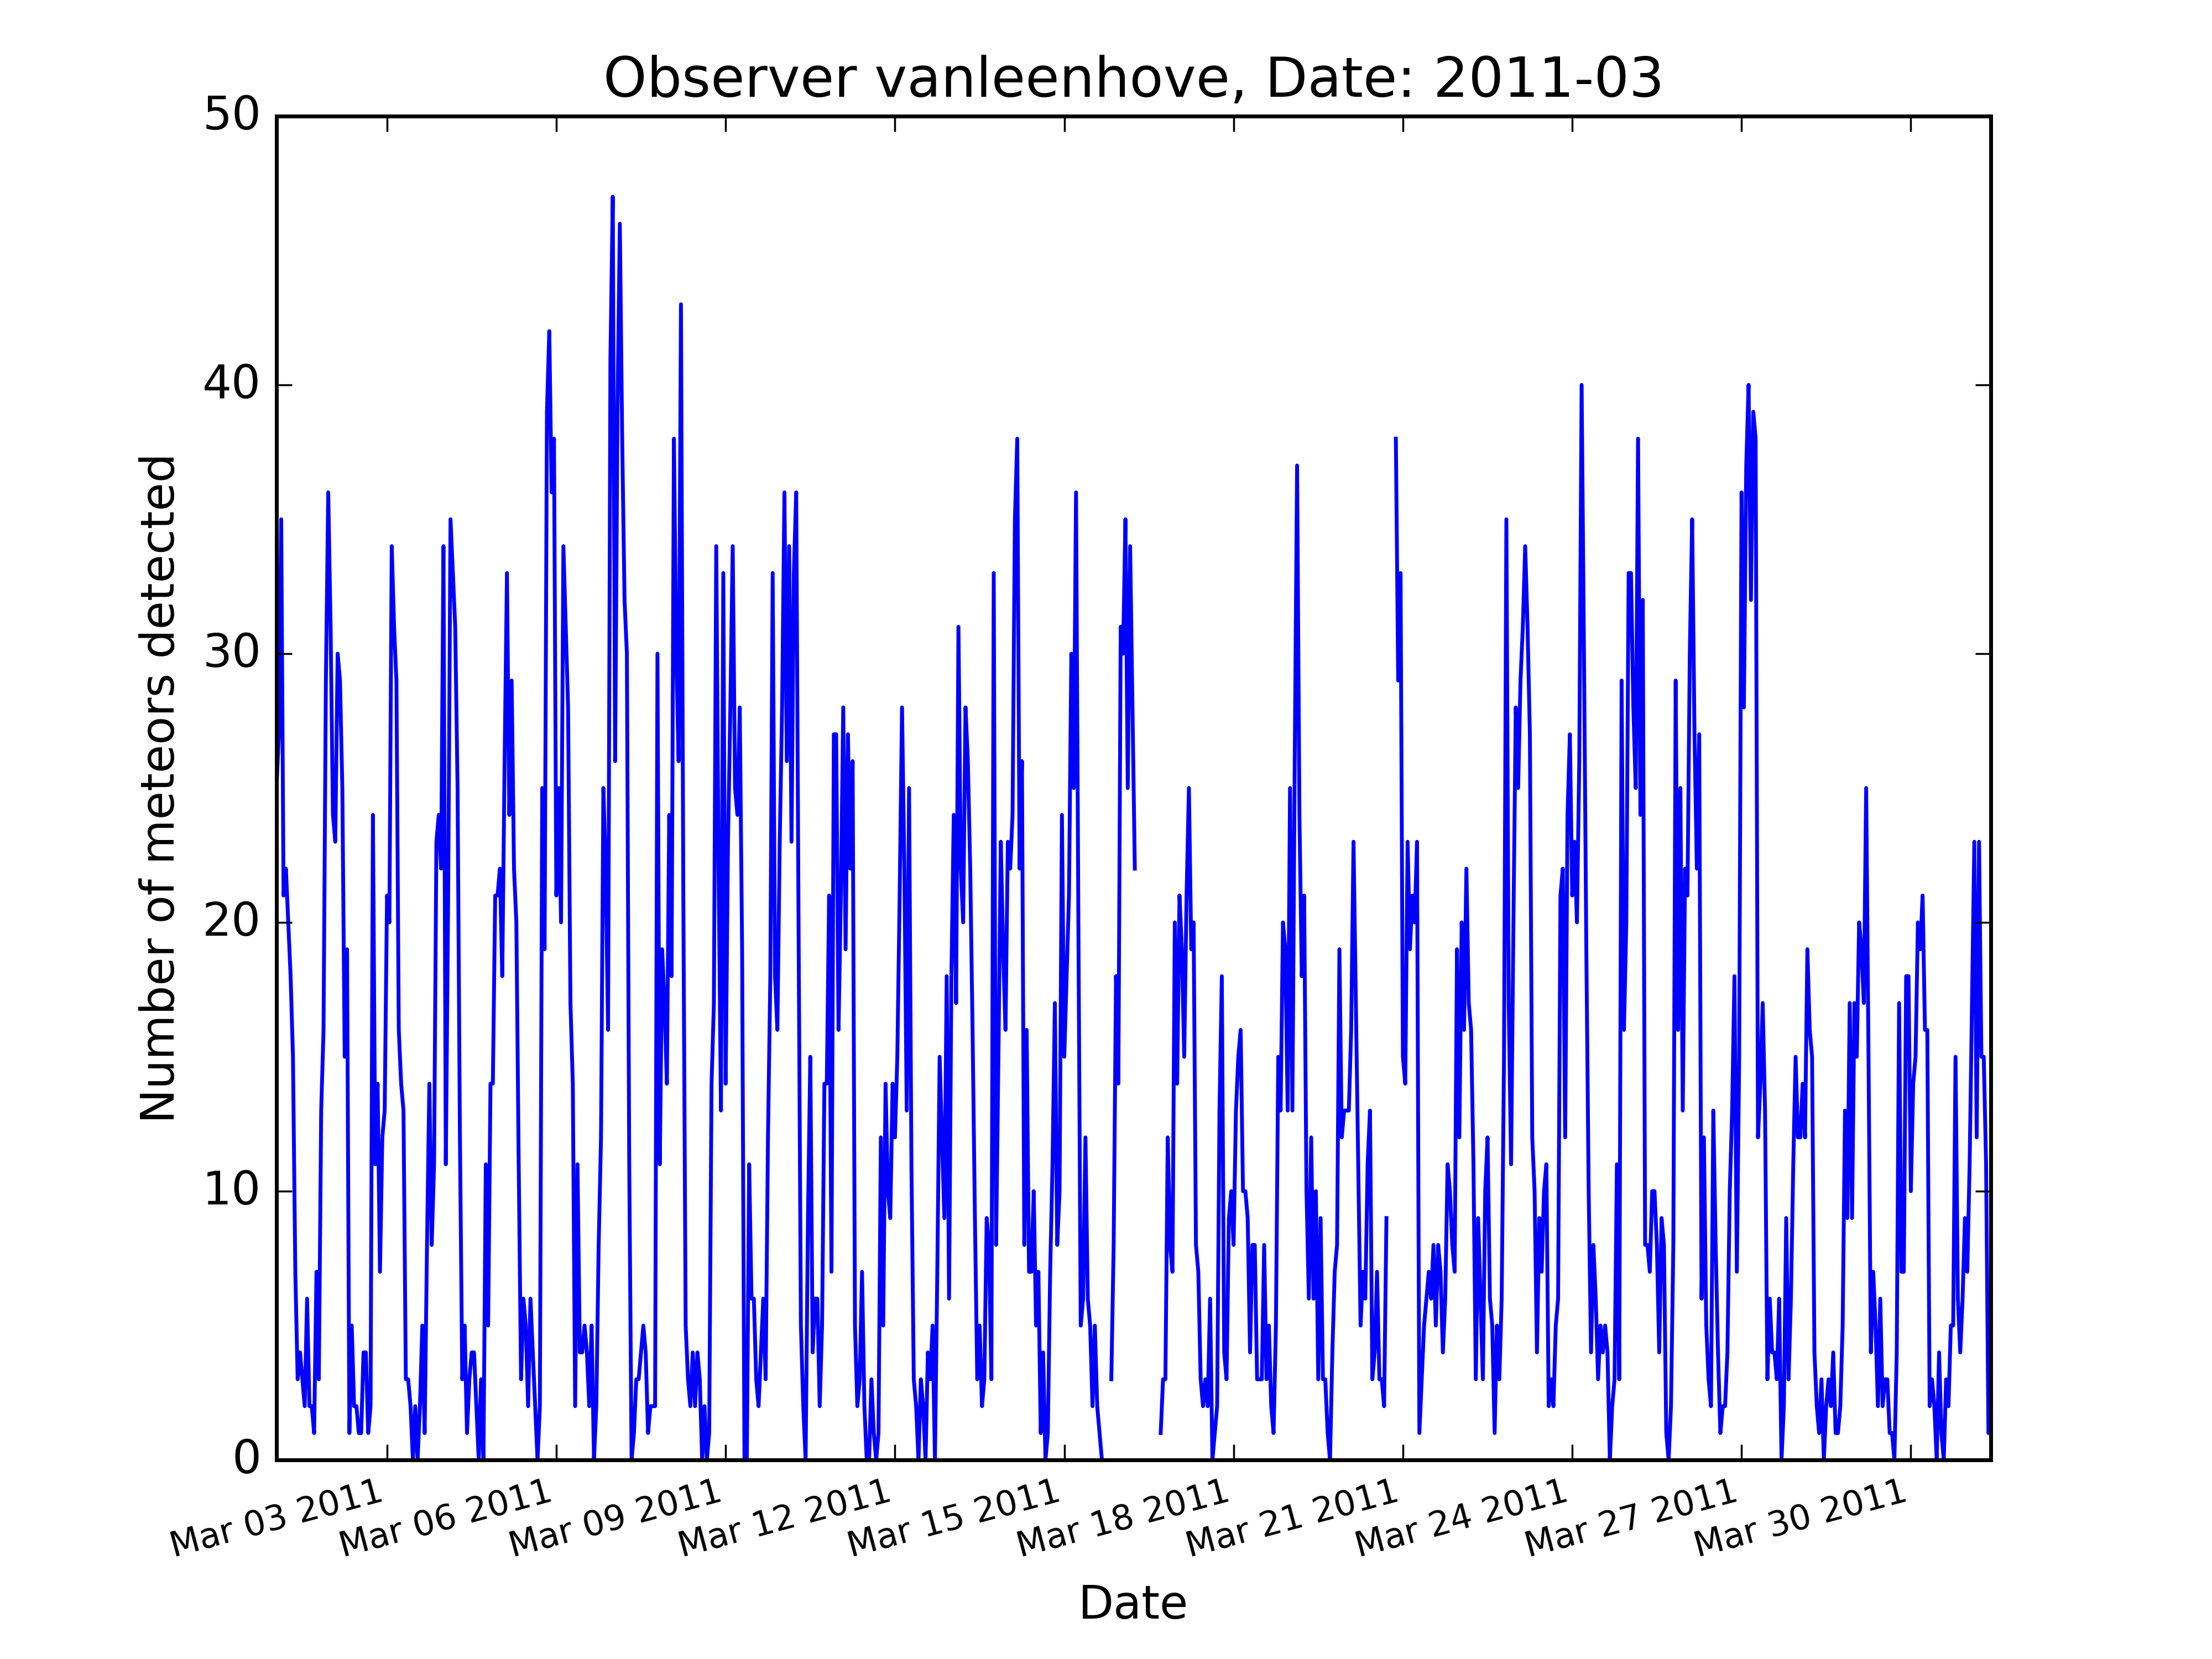 Observer vanleenhove, Date: 2011-03
50
40
30
20
10
0
Number of meteors detected
Mar 03 2011
Mar 06 2011
Mar 09 2011
Mar 12 2011
Mar 15 2011
Mar 18 2011
Mar 21 2011
Mar 24 2011
Mar 27 2011
Mar 30 2011
Date